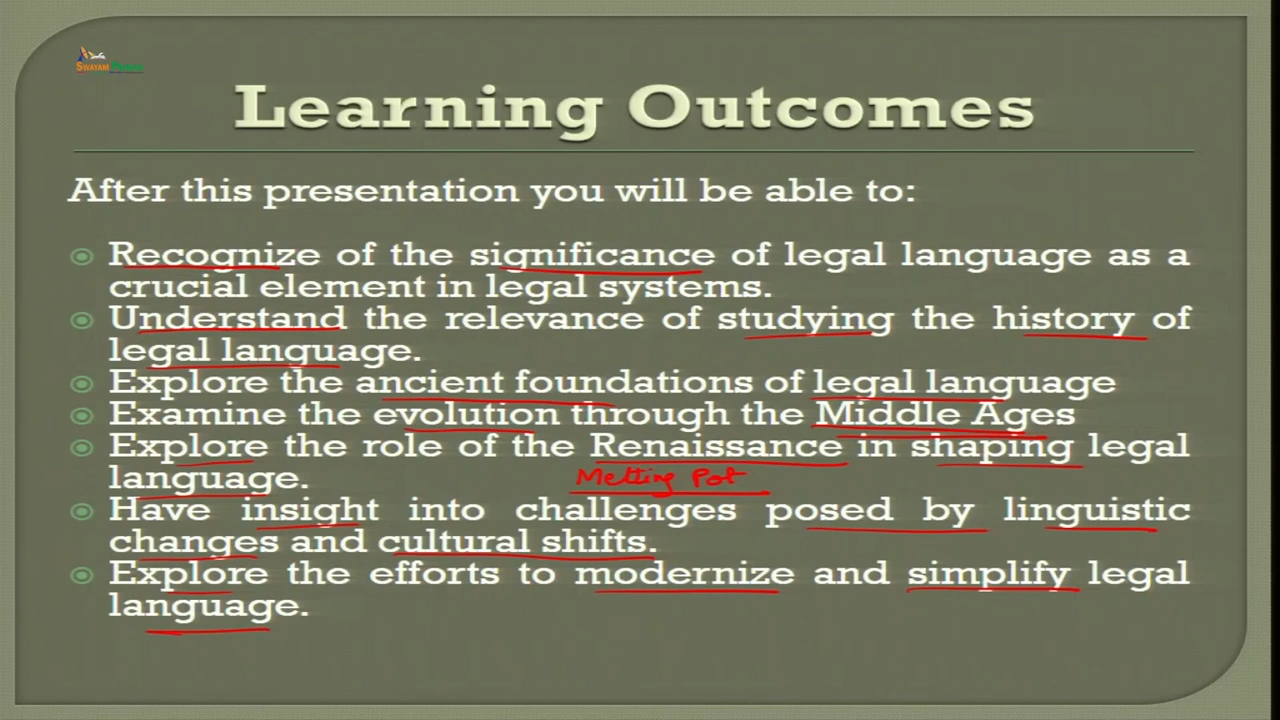 SWAYAM PRABHA
Learning Outcomes
After this presentation you will be able to:
Recognize of the significance of legal language as a
crucial element in legal systems.
Understand the relevance of studying the history of
legal language.
Explore the ancient foundations of legal language
Examine the evolution through the Middle Ages
Explore the role of the Renaissance in shaping legal
language.
Melting Pot
Have insight into challenges posed by linguistic
changes and cultural shifts.
Explore the efforts to modernize and simplify legal
language.